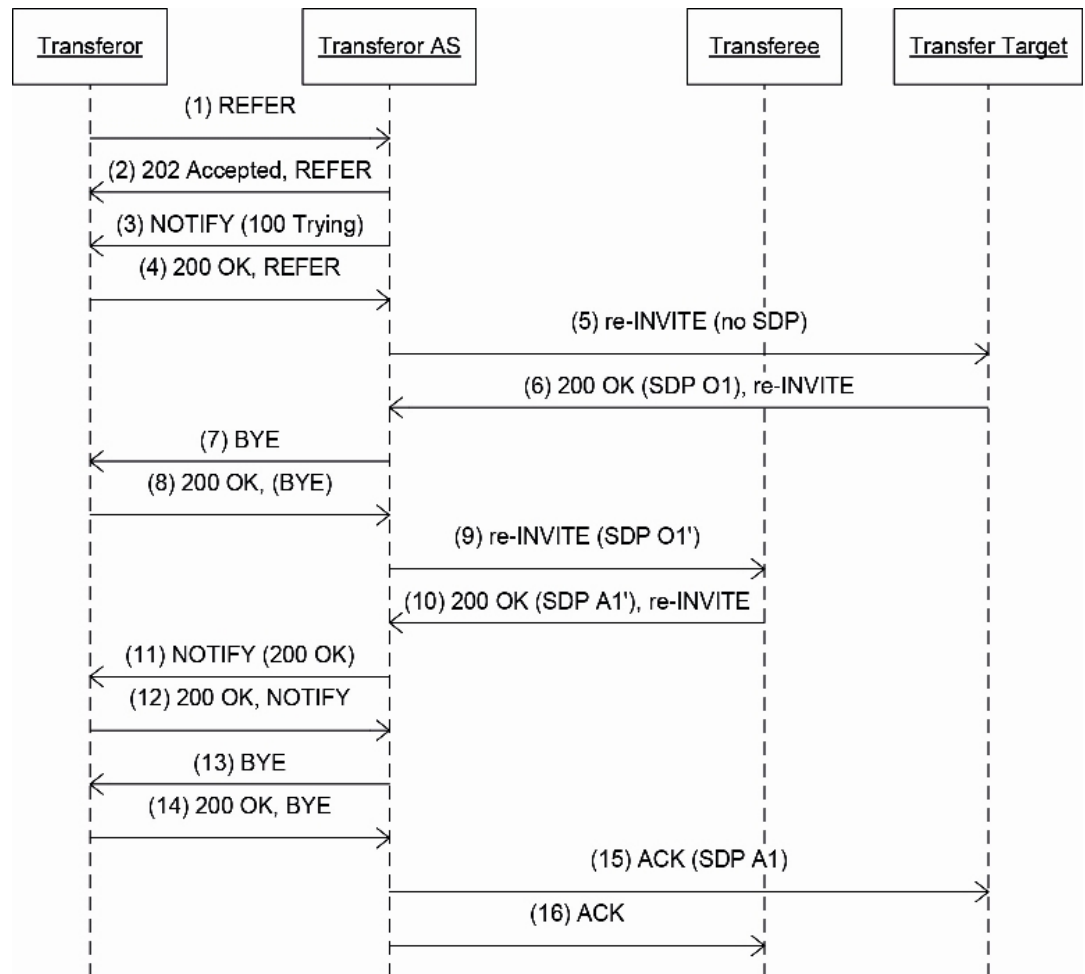 Transferor
Transferor AS
Transferee
Transfer Target
(1) REFER
(2) 202 Accepted, REFER
(3) NOTIFY (100 Trying)
(4) 200 OK, REFER
(5) re-INVITE (no SDP)
(6) 200 OK (SDP O1), re-INVITE
(7) BYE
(8) 200 OK, (BYE)
(9) re-INVITE (SDP O1')
(10) 200 OK (SDP A1'), re-INVITE
(11) NOTIFY (200 OK)
(12) 200 OK, NOTIFY
(13) BYE
(14) 200 OK, BYE
(15) ACK (SDP A1)
(16) ACK